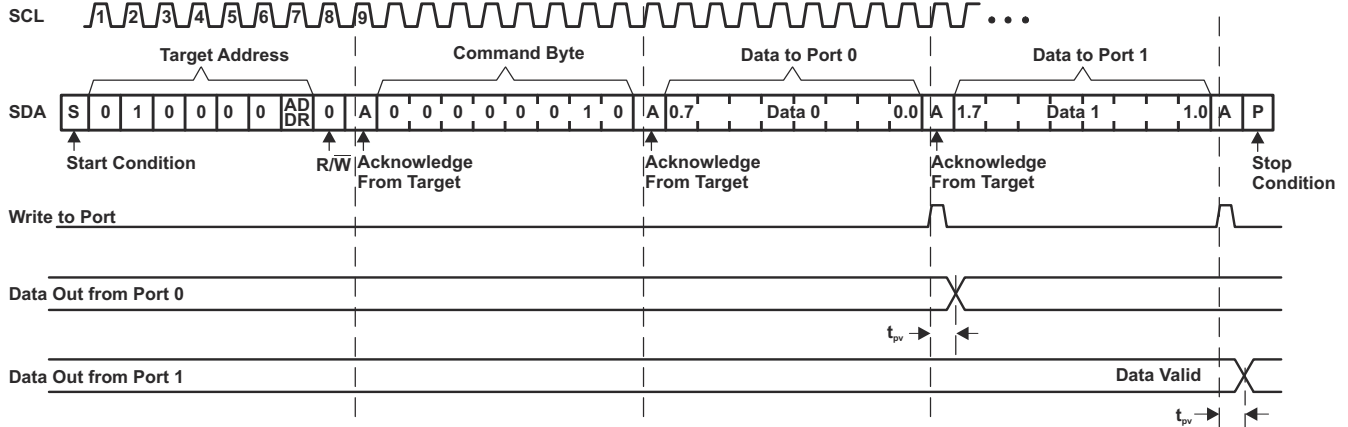 SCL 1 2 3 4 5 6 7 8 9 • • •
Target Address Command Byte Data to Port 0 Data to Port 1
SDA S 0 1 0 0 0 0 AD DR 0 A 0 0 0 0 0 0 1 0 A 0.7 Data 0 0.0 A 1.7 Data 1 1.0 A P
Start Condition R/W̅ Acknowledge From Target Acknowledge From Target Acknowledge From Target Stop Condition
Write to Port
Data Out from Port 0
tpv
Data Out from Port 1 Data Valid
tpv